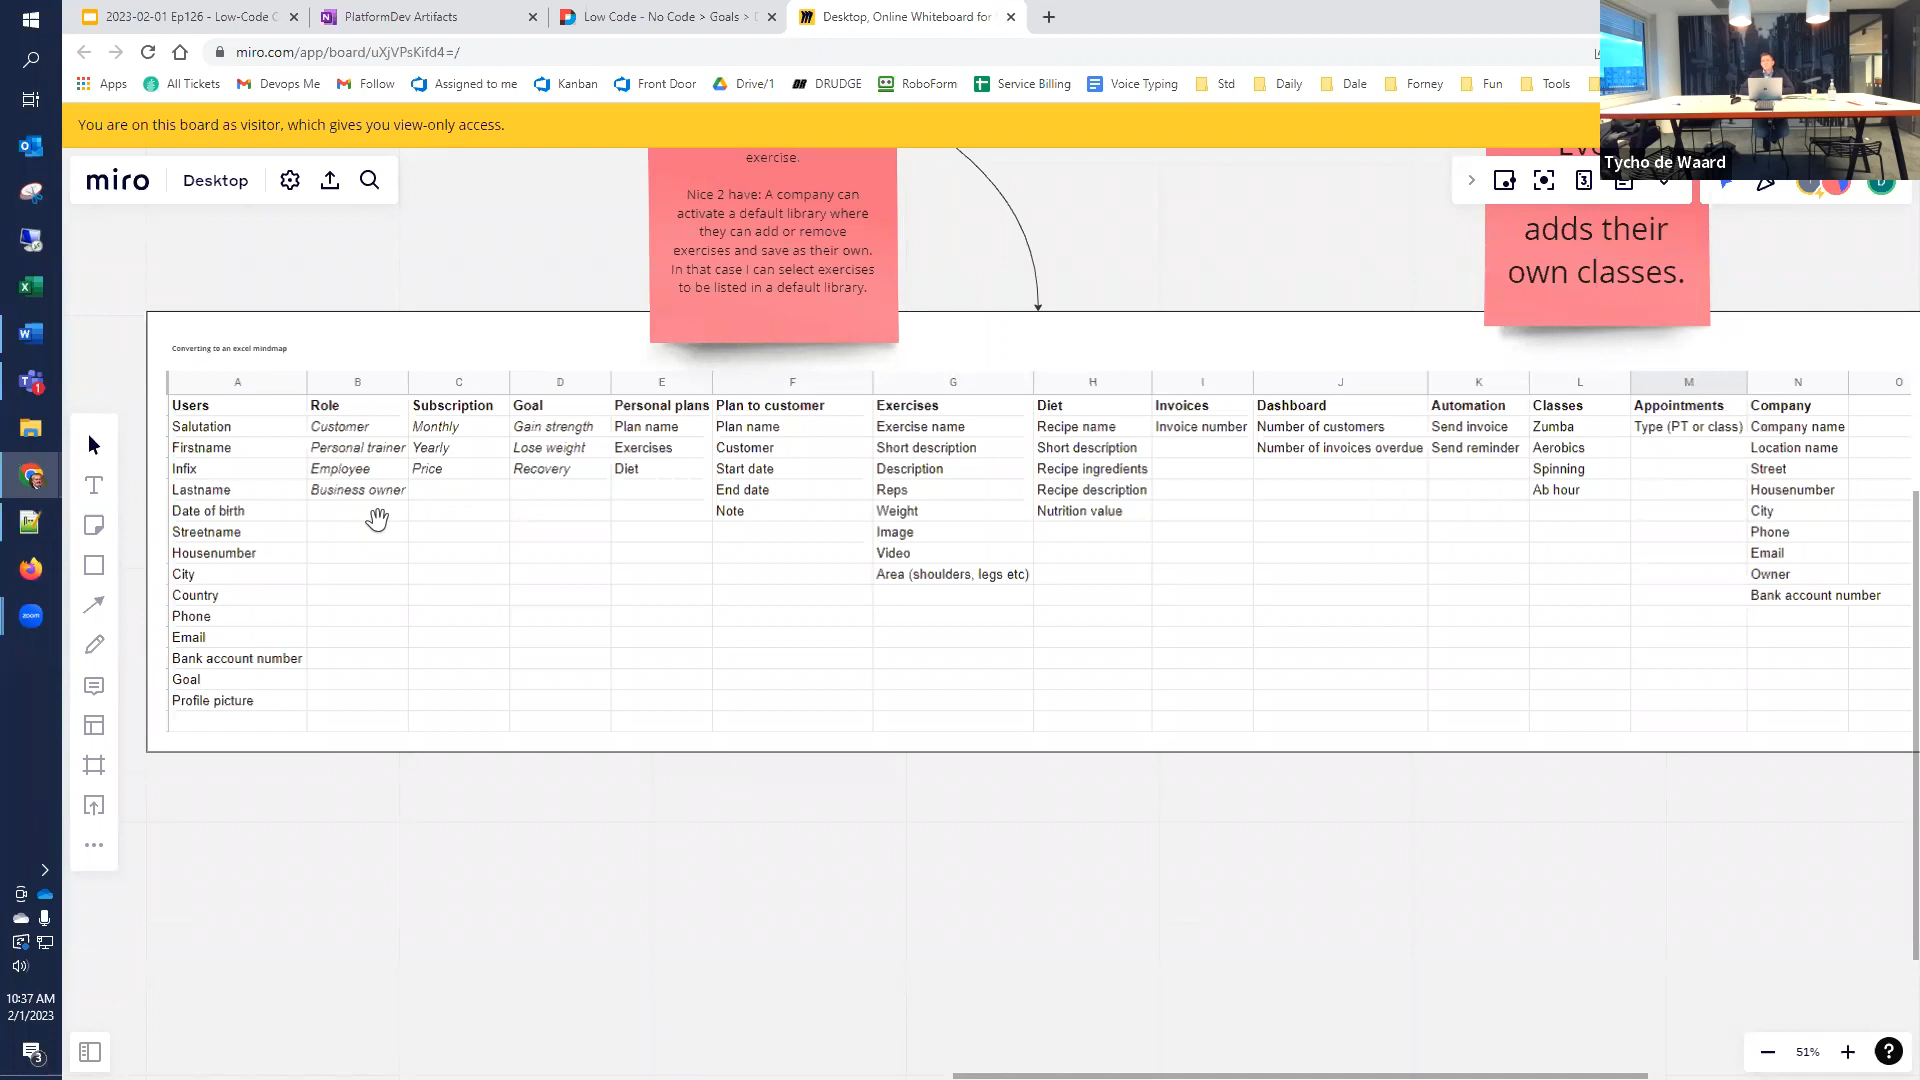 2023-02-01 Ep126 - Low-Code C
PlatformDev Artifacts
Low Code - No Code > Goals >
Desktop, Online Whiteboard for
miro.com/app/board/uXjVPsKifd4=/
Apps
All Tickets
Devops Me
Follow
Assigned to me
Kanban
Front Door
Drive/1
DRUDGE
RoboForm
Service Billing
Voice Typing
Std
Daily
Dale
Forney
Fun
Tools
You are on this board as visitor, which gives you view-only access.
Tycho de Waard
miro
Desktop
exercise.
Nice 2 have: A company can
activate a default library where
they can add or remove
exercises and save as their own.
In that case I can select exercises
to be listed in a default library.
adds their
own classes.
Converting to an excel mindmap
A B C D E F G H I J K L M N O
Users Role Subscription Goal Personal plans Plan to customer Exercises Diet Invoices Dashboard Automation Classes Appointments Company
Salutation Customer Monthly Gain strength Plan name Plan name Exercise name Recipe name Invoice number Number of customers Send invoice Zumba Type (PT or class) Company name
Firstname Personal trainer Yearly Lose weight Exercises Customer Short description Short description Number of invoices overdue Send reminder Aerobics Location name
Infix Employee Price Recovery Diet Start date Description Recipe ingredients Spinning Street
Lastname Business owner End date Reps Recipe description Ab hour Housenumber
Date of birth Note Weight Nutrition value City
Streetname Image Phone
Housenumber Video Email
City Area (shoulders, legs etc) Owner
Country Bank account number
Phone
Email
Bank account number
Goal
Profile picture
10:37 AM
2/1/2023
3
51%